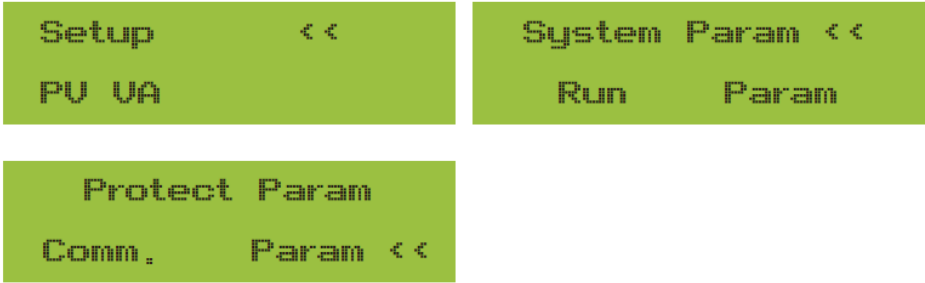 Setup <<
PV VA
System Param <<
Run Param
Protect Param
Comm. Param <<